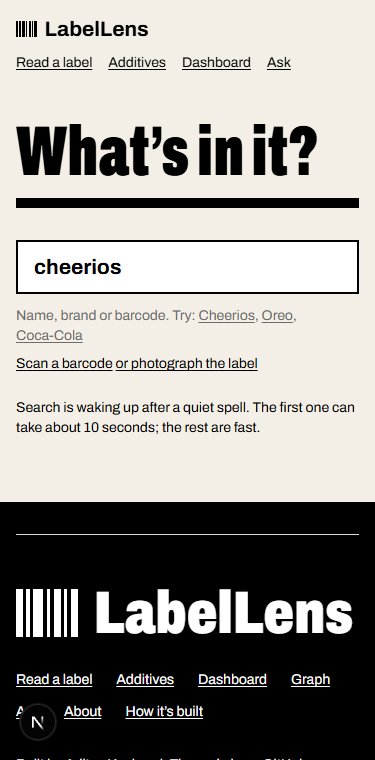 LabelLens
Read a label Additives Dashboard Ask
What's in it?
cheerios
Name, brand or barcode. Try: Cheerios, Oreo,
Coca-Cola
Scan a barcode or photograph the label
Search is waking up after a quiet spell. The first one can
take about 10 seconds; the rest are fast.
LabelLens
Read a label Additives Dashboard Graph
N About How it's built